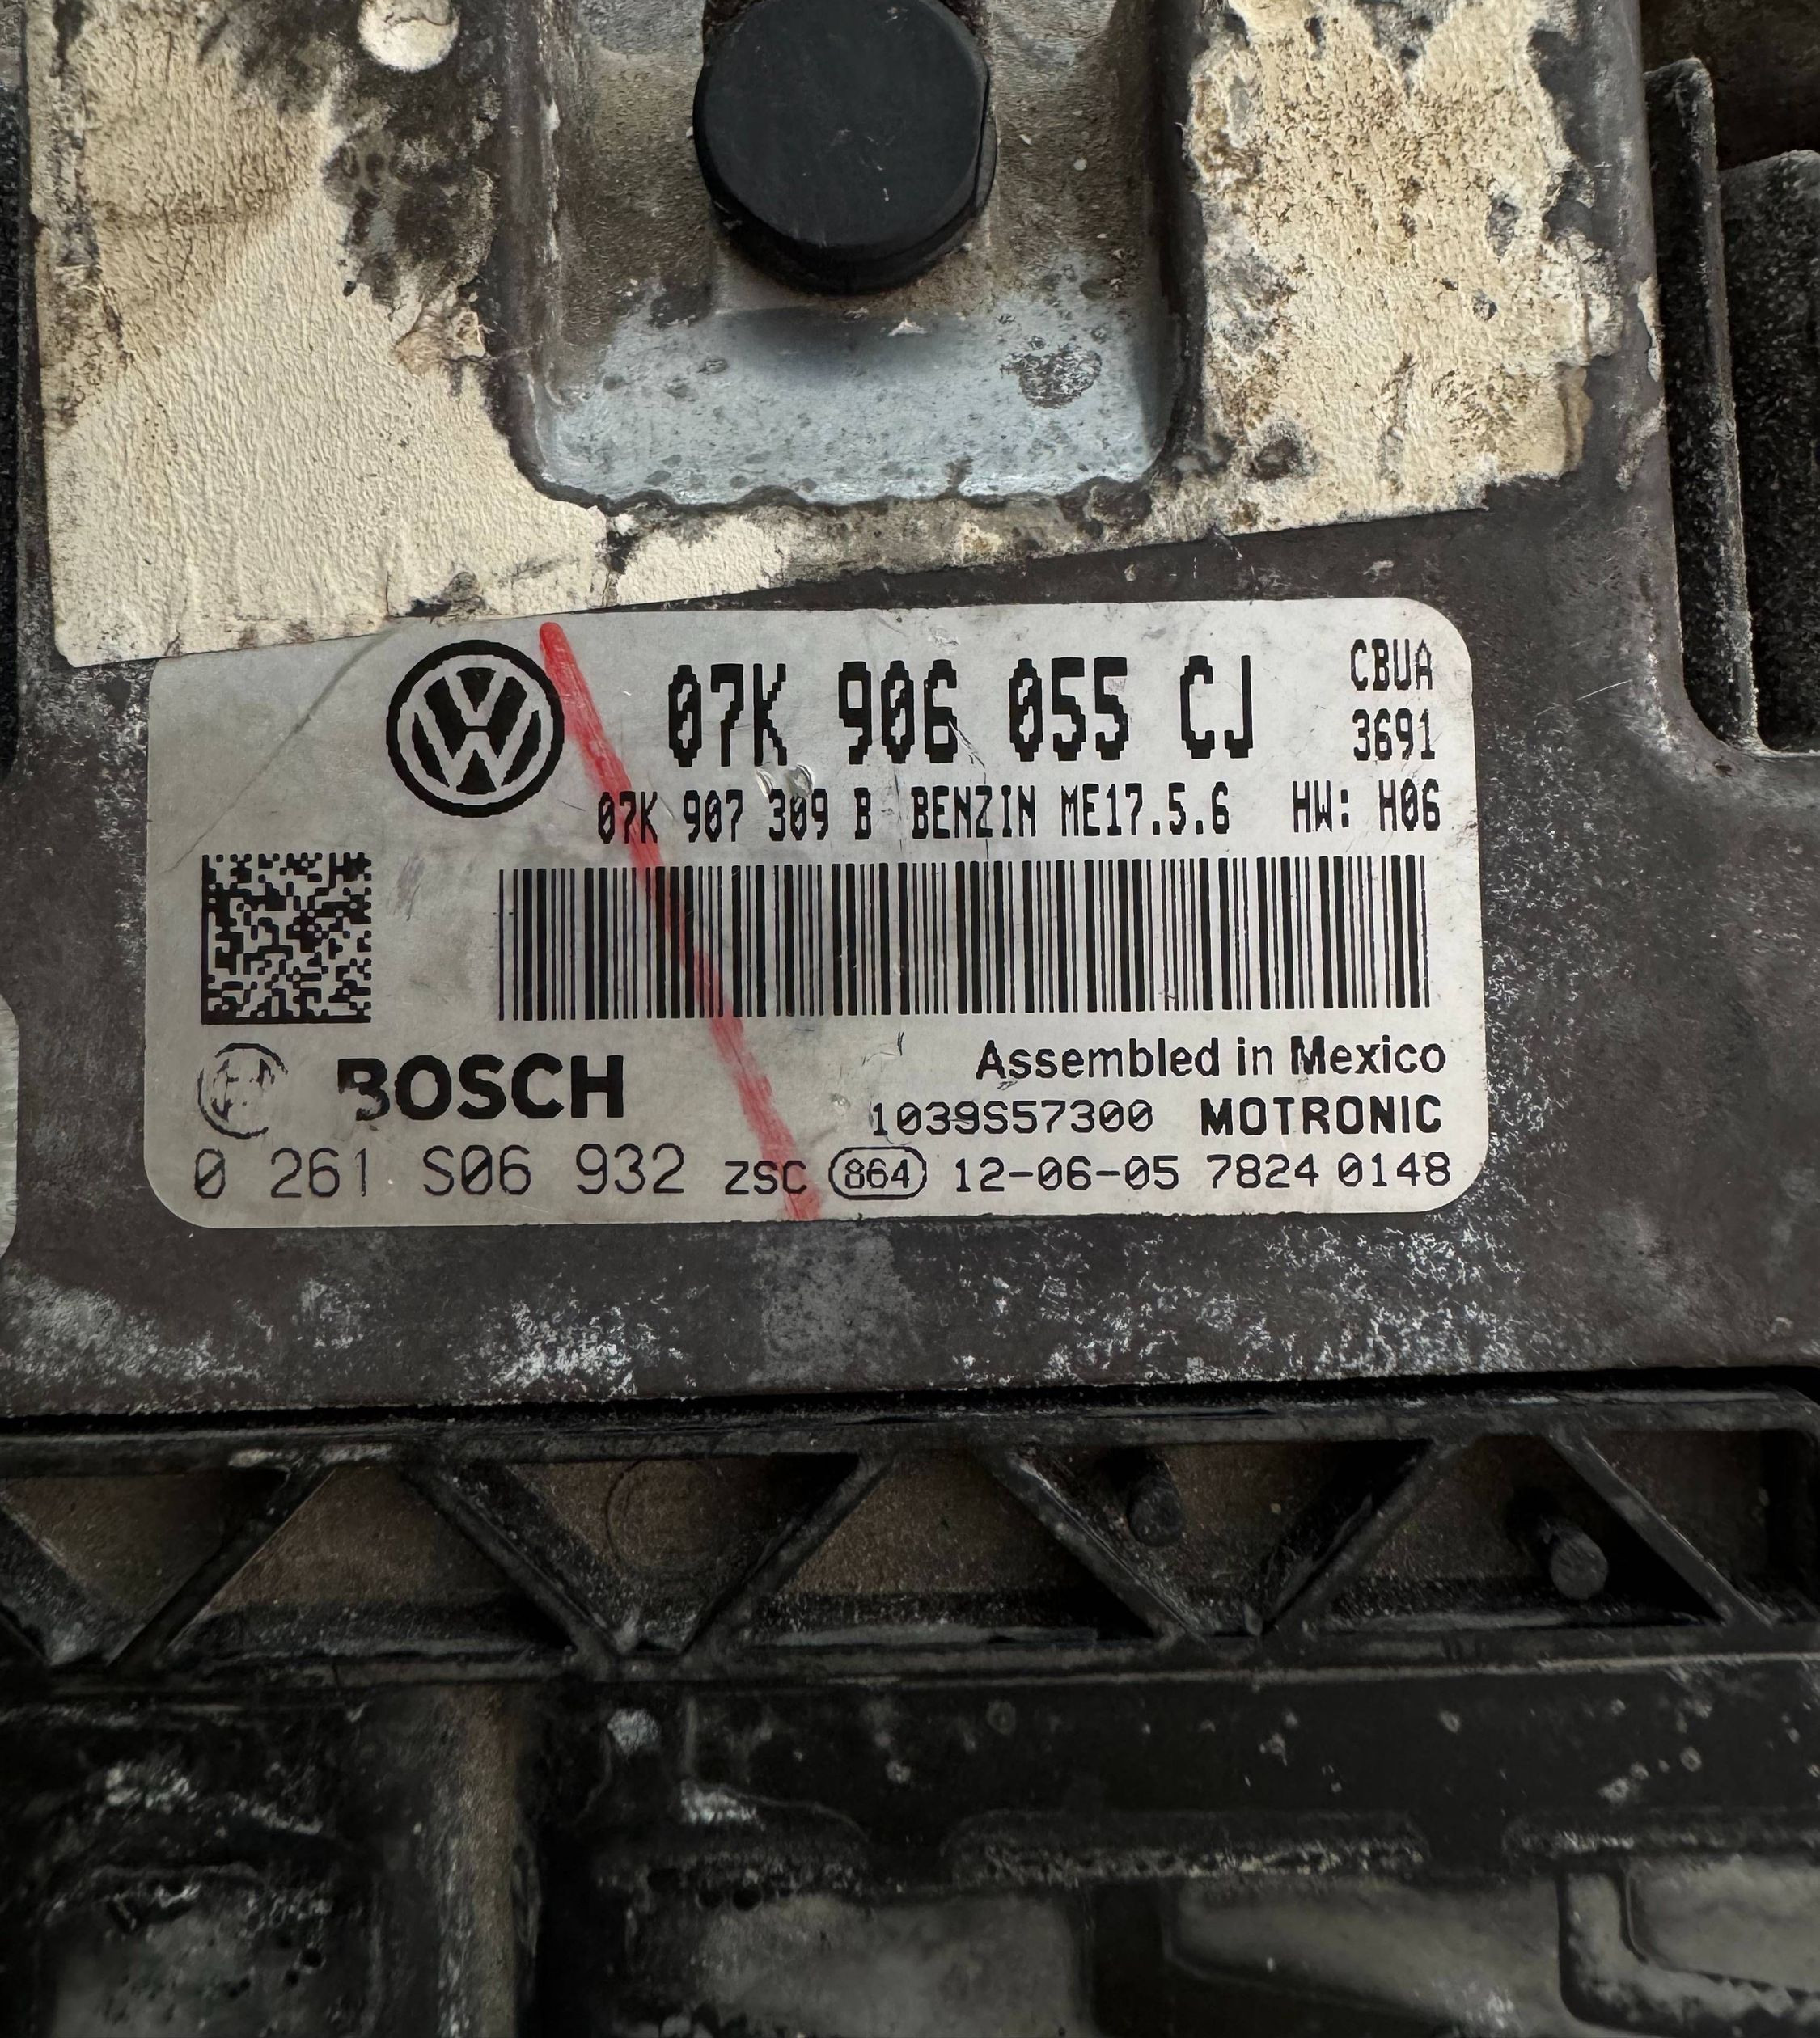 07K 906 055 CJ
CBUA
3691
07K 907 309 B BENZIN ME17.5.6 HW: H06
BOSCH
Assembled in Mexico
1039S57300 MOTRONIC
0 261 S06 932 ZSC 864 12-06-05 7824 0148